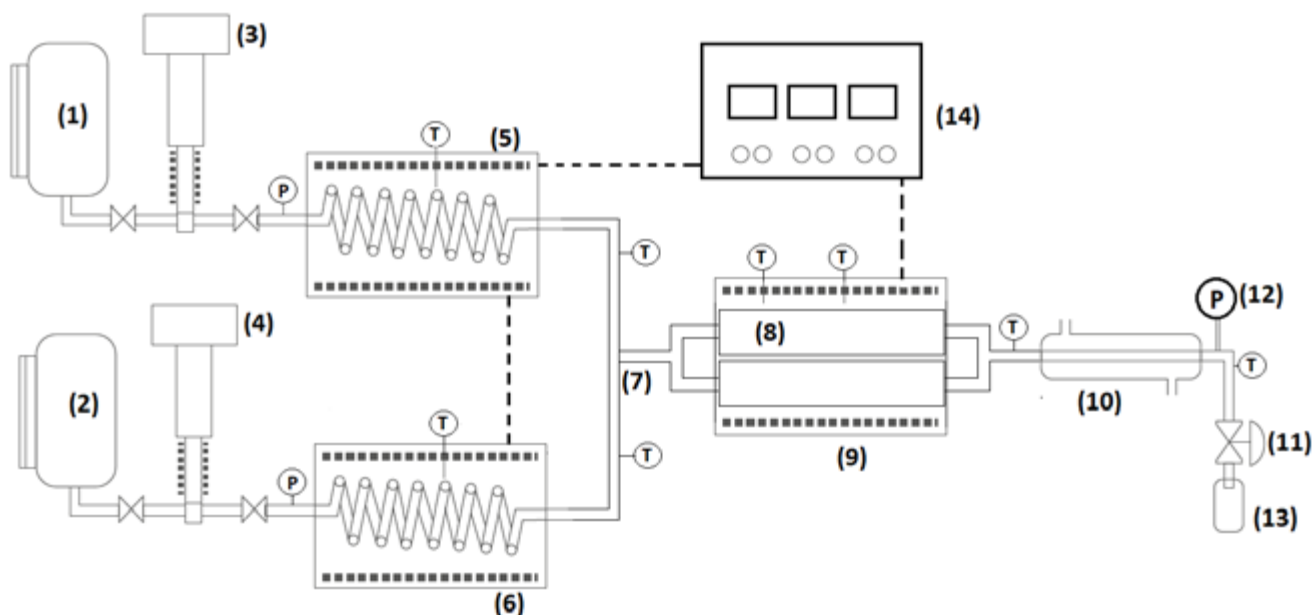 (3)
(1)
T
(5)
(14)
P
T
T
T
(12)
P
(4)
(8)
T
(7)
(10)
T
(2)
T
T
(9)
(11)
P
(13)
(6)